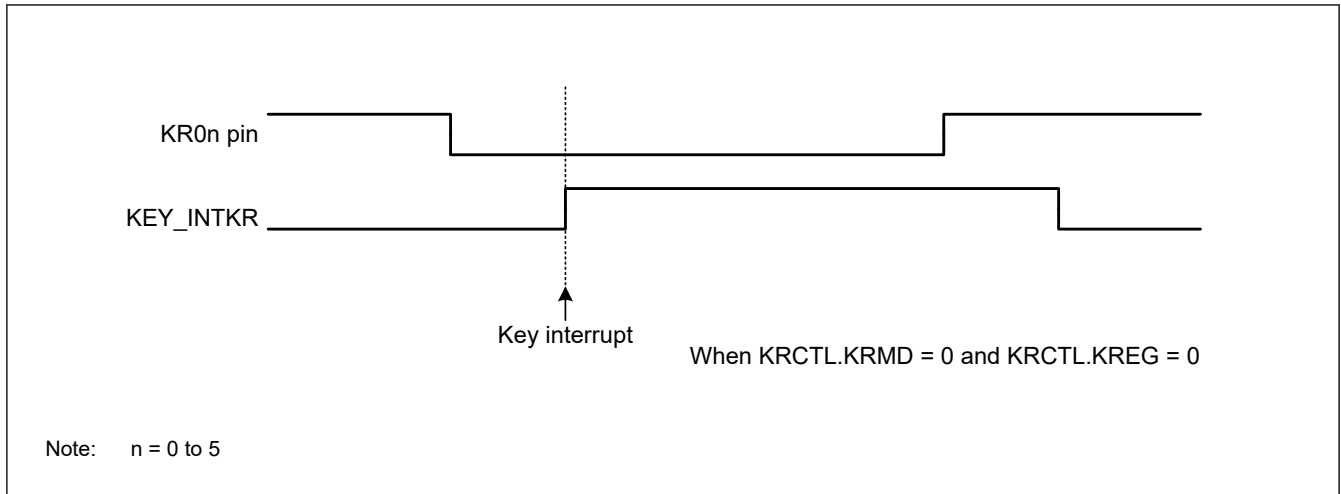 KR0n pin
KEY_INTKR
Key interrupt
When KRCTL.KRMD = 0 and KRCTL.KREG = 0
Note: n = 0 to 5